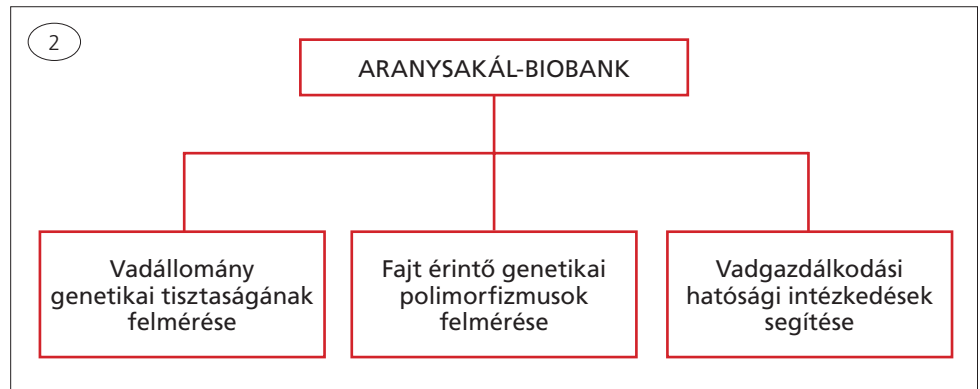 2
ARANYSAKÁL-BIOBANK
Vadállomány
genetikai tisztaságának
felmérése
Fajt érintő genetikai
polimorfizmusok
felmérése
Vadgazdálkodási
hatósági intézkedések
segítése